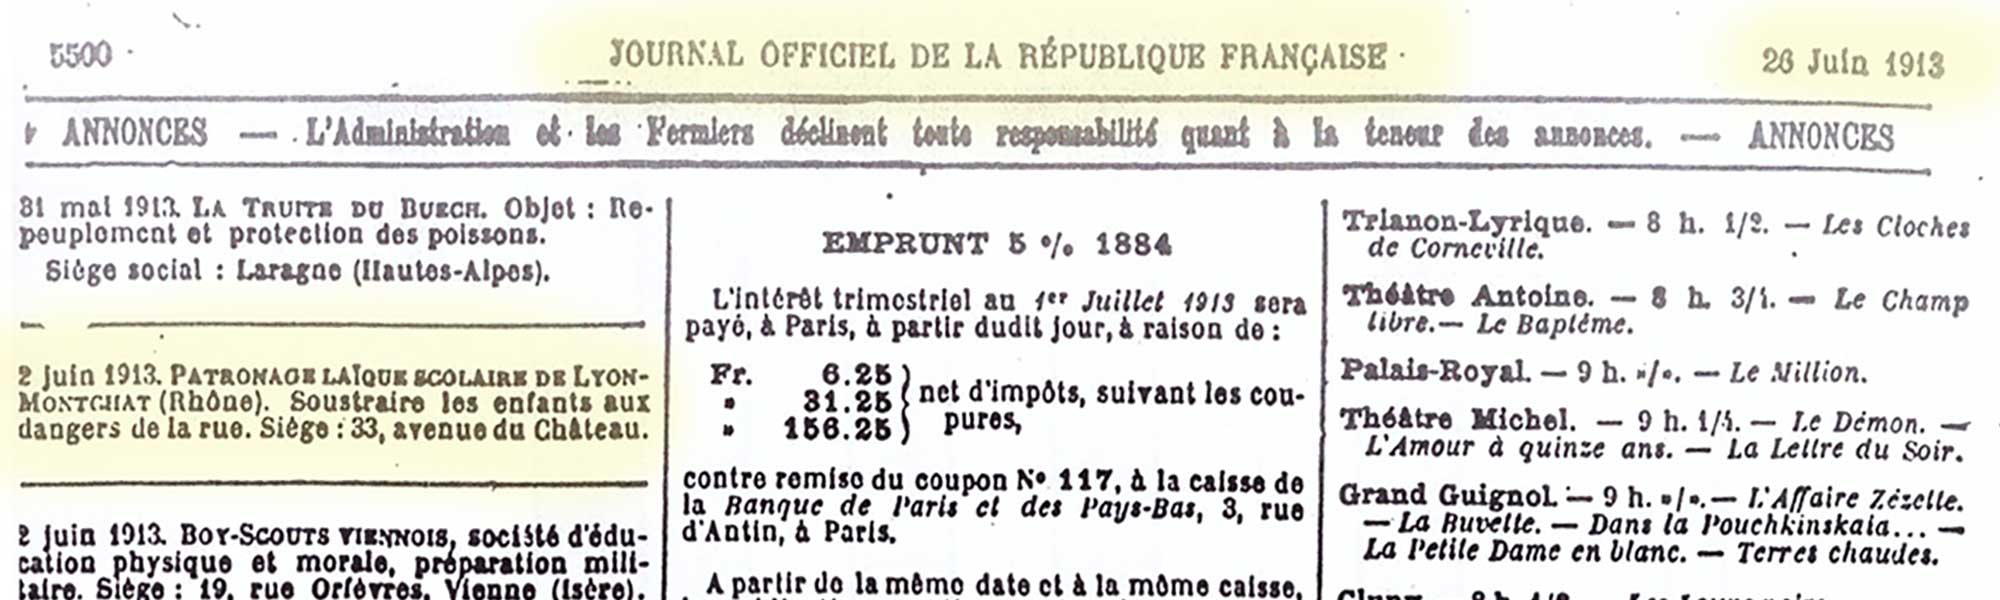 5500
JOURNAL OFFICIEL DE LA RÉPUBLIQUE FRANÇAISE
26 Juin 1913
ANNONCES — L'Administration et les Fermiers déclinent toute responsabilité quant à la teneur des annonces. — ANNONCES
31 mai 1913. LA TRUITE DU BUECH. Objet : Re-
peuplement et protection des poissons.
Siège social : Laragne (Hautes-Alpes).
2 juin 1913. PATRONAGE LAÏQUE SCOLAIRE DE LYON-
MONTCHAT (Rhône). Soustraire les enfants aux
dangers de la rue. Siège : 33, avenue du Château.
2 juin 1913. BOY-SCOUTS VIENNOIS, société d'édu-
cation physique et morale, préparation mili-
taire. Siège : 19, rue Orfèvres, Vienne (Isère).
EMPRUNT 5 % 1884
L'intérêt trimestriel au 1er Juillet 1913 sera
payé, à Paris, à partir dudit jour, à raison de :
Fr. 6.25
» 31.25
» 156.25
net d'impôts, suivant les cou-
pures,
contre remise du coupon N° 117, à la caisse de
la Banque de Paris et des Pays-Bas, 3, rue
d'Antin, à Paris.
A partir de la même date et à la même caisse,
Trianon-Lyrique. — 8 h. 1/2. — Les Cloches
de Corneville.
Théâtre Antoine. — 8 h. 3/4. — Le Champ
libre. — Le Baptême.
Palais-Royal. — 9 h. »/». — Le Million.
Théâtre Michel. — 9 h. 1/4. — Le Démon. —
L'Amour à quinze ans. — La Lettre du Soir.
Grand Guignol. — 9 h. »/». — L'Affaire Zézette.
— La Buvette. — Dans la Pouchkinskaia... —
La Petite Dame en blanc. — Terres chaudes.